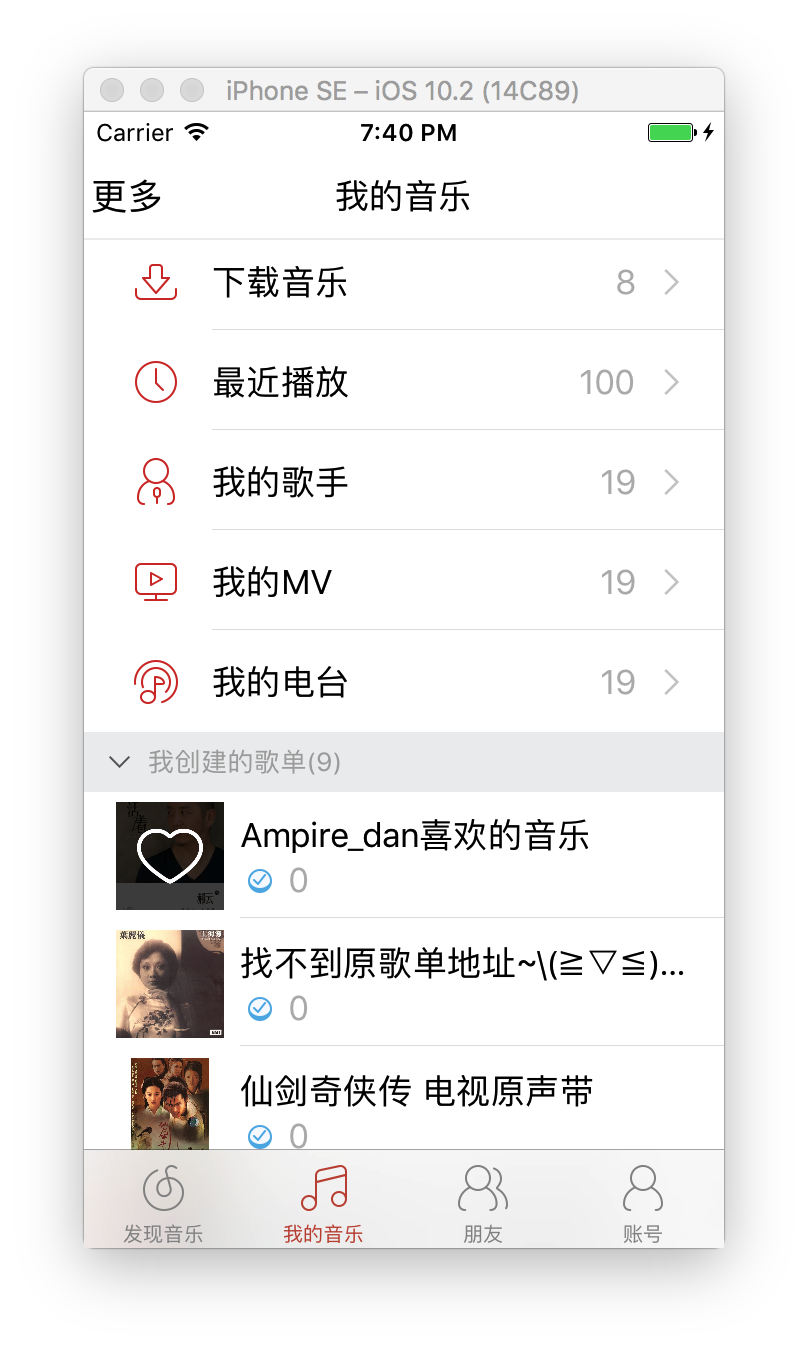 iPhone SE – iOS 10.2 (14C89)
Carrier 7:40 PM
更多 我的音乐
下载音乐 8
最近播放 100
我的歌手 19
我的MV 19
我的电台 19
我创建的歌单(9)
Ampire_dan喜欢的音乐
0
葉麗儀
找不到原歌单地址~\(≧▽≦)...
0
EMI
仙剑奇侠传 电视原声带
0
发现音乐 我的音乐 朋友 账号